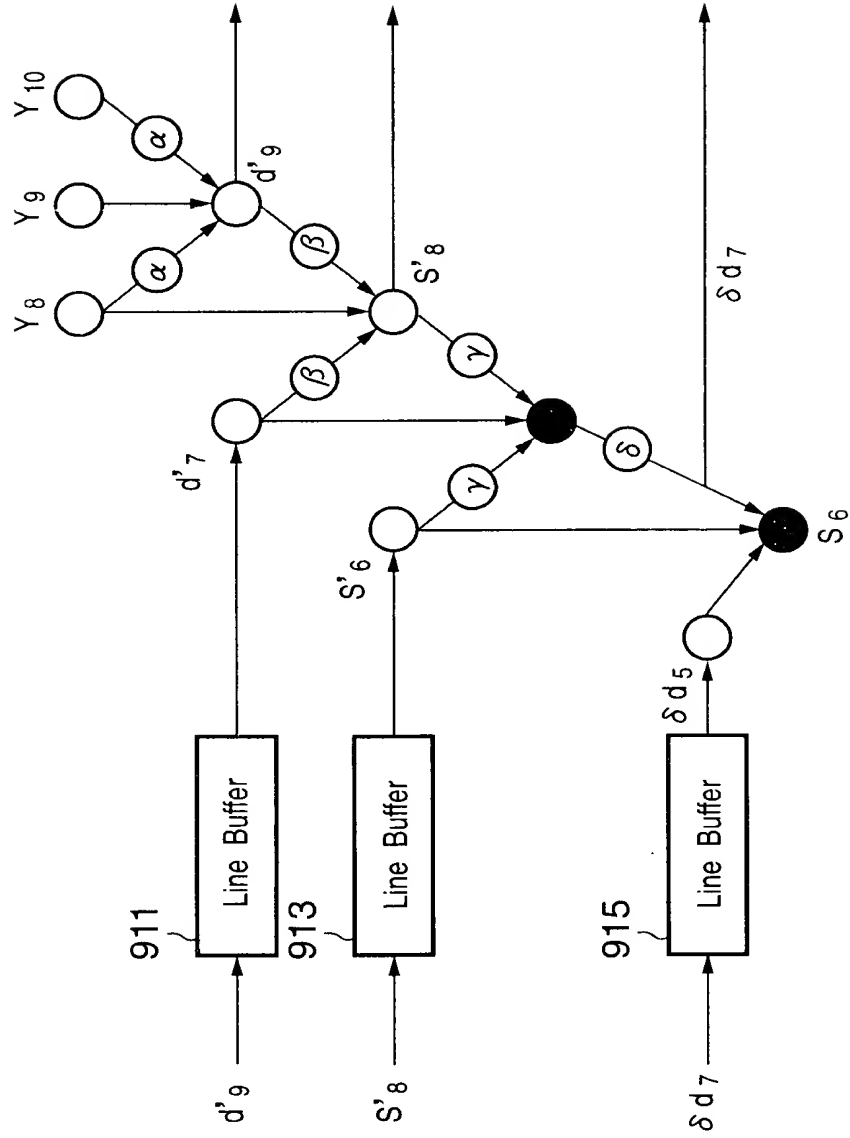 Y8 Y9 Y10
α α
d'9
β β
d'7
S'8
γ γ
S'6
δ
δd7
δd5
S6
911
Line Buffer
d'9
913
Line Buffer
S'8
915
Line Buffer
δd7